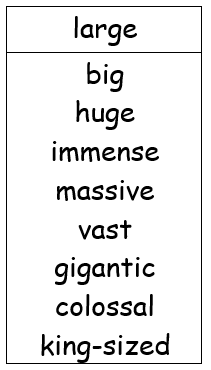 large
big
huge
immense
massive
vast
gigantic
colossal
king-sized